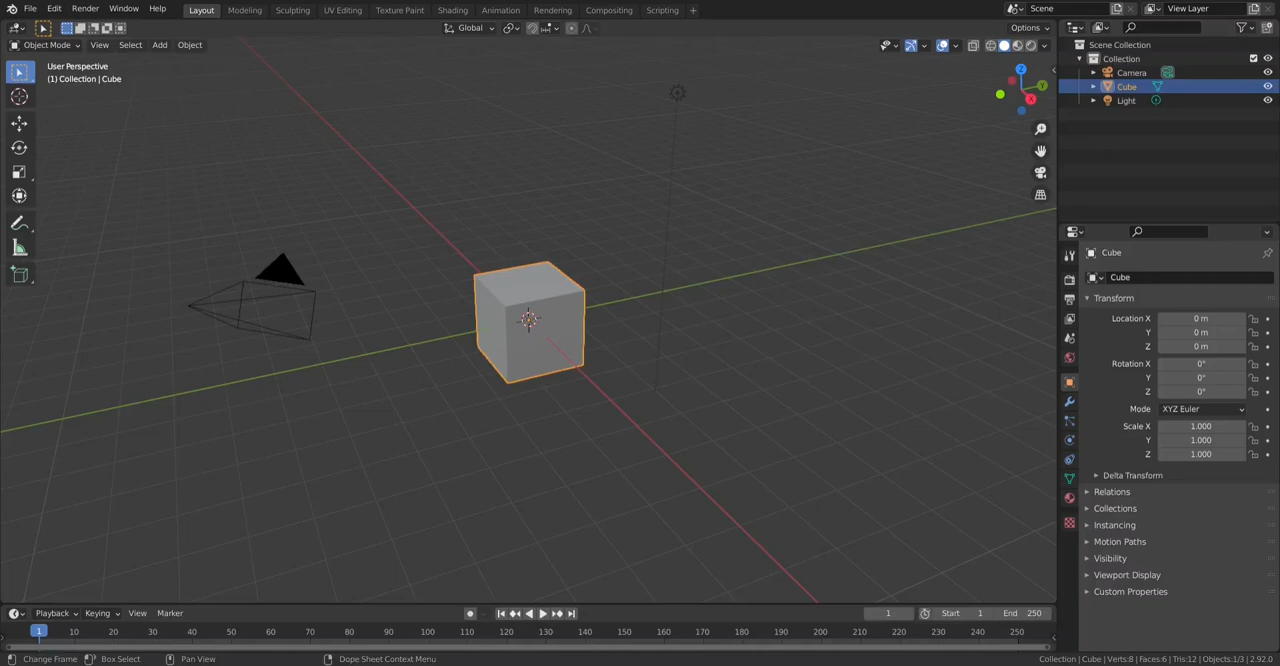 File Edit Render Window Help Layout Modeling Sculpting UV Editing Texture Paint Shading Animation Rendering Compositing Scripting + Scene View Layer
Global Options
Object Mode View Select Add Object
User Perspective
(1) Collection | Cube
Z
Y
X
Scene Collection
Collection
Camera
Cube
Light
Cube
Cube
Transform
Location X 0 m
Y 0 m
Z 0 m
Rotation X 0°
Y 0°
Z 0°
Mode XYZ Euler
Scale X 1.000
Y 1.000
Z 1.000
Delta Transform
Relations
Collections
Instancing
Motion Paths
Visibility
Viewport Display
Custom Properties
Playback Keying View Marker 1 Start 1 End 250
1 10 20 30 40 50 60 70 80 90 100 110 120 130 140 150 160 170 180 190 200 210 220 230 240 250
Change Frame Box Select Pan View Dope Sheet Context Menu Collection | Cube | Verts:8 | Faces:6 | Tris:12 | Objects:1/3 | 2.92.0